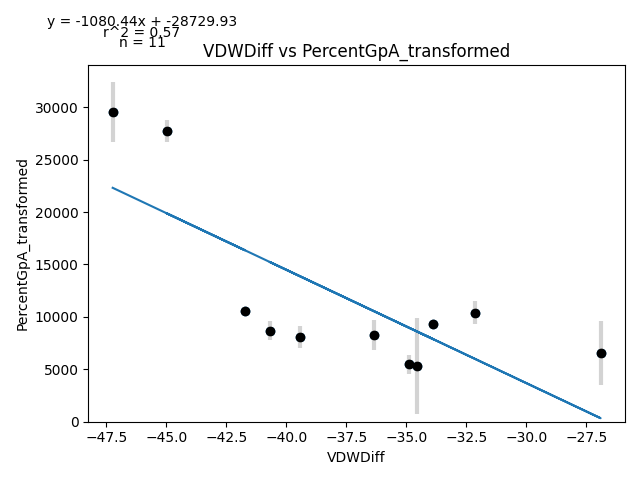 y = -1080.44x + -28729.93
r^2 = 0.57
n = 11
VDWDiff vs PercentGpA_transformed
30000
25000
20000
15000
10000
5000
0
PercentGpA_transformed
−47.5 −45.0 −42.5 −40.0 −37.5 −35.0 −32.5 −30.0 −27.5
VDWDiff